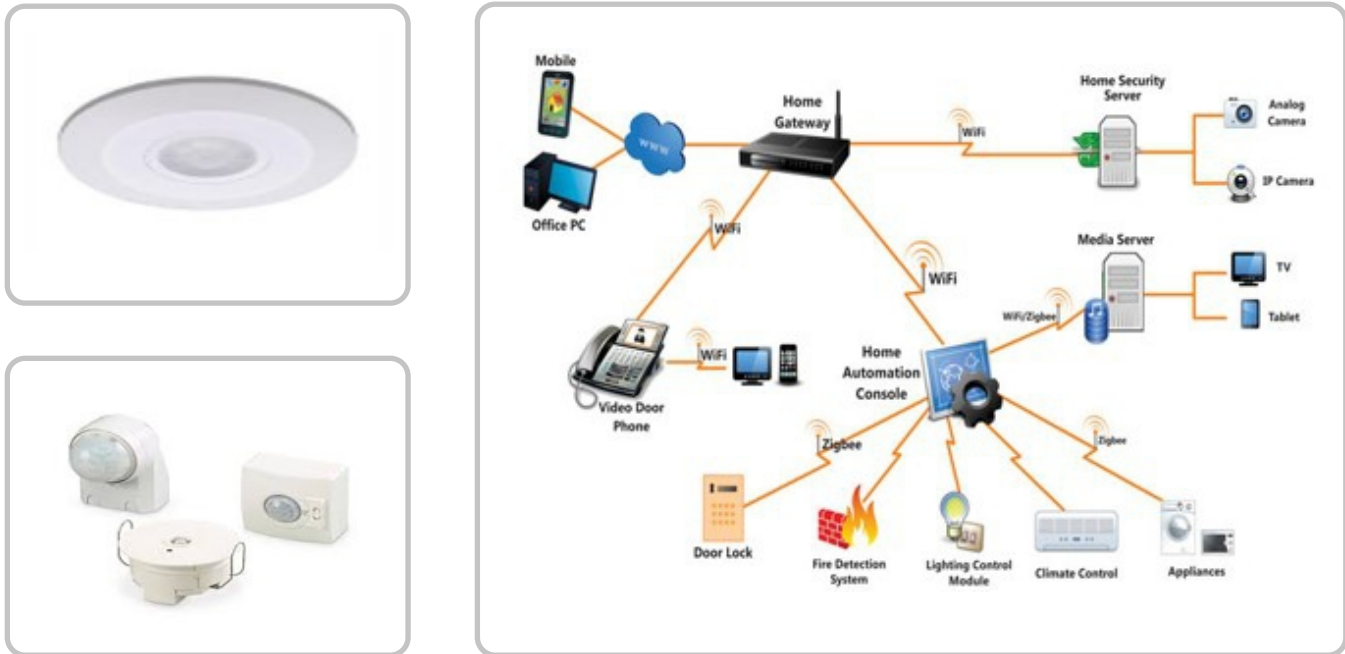 Mobile
www
Office PC
Home
Gateway
WiFi
Home Security
Server
Analog
Camera
IP Camera
WiFi
WiFi
Media Server
TV
Tablet
WiFi/Zigbee
Home
Automation
Console
WiFi
Video Door
Phone
Zigbee
Zigbee
Door Lock
Fire Detection
System
Lighting Control
Module
Climate Control
Appliances